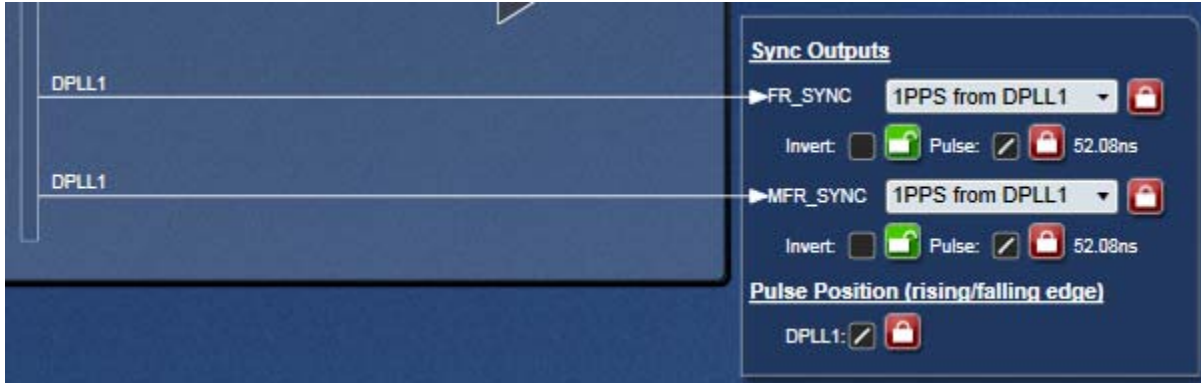 Sync Outputs
DPLL1
FR_SYNC 1PPS from DPLL1
Invert: Pulse: 52.08ns
DPLL1
MFR_SYNC 1PPS from DPLL1
Invert: Pulse: 52.08ns
Pulse Position (rising/falling edge)
DPLL1: